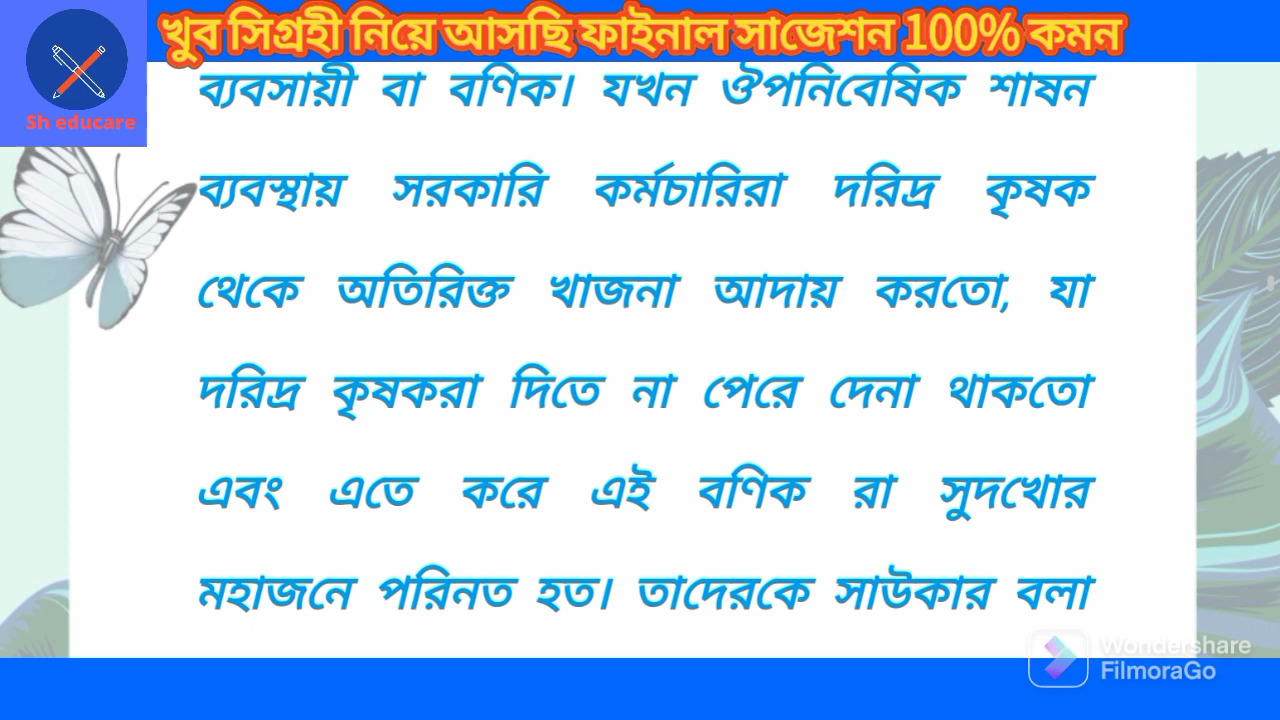 খুব সিগ্রহী নিয়ে আসছি ফাইনাল সাজেশন 100% কমন
Sh educare
ব্যবসায়ী বা বণিক। যখন ঔপনিবেষিক শাষন
ব্যবস্থায় সরকারি কর্মচারিরা দরিদ্র কৃষক
থেকে অতিরিক্ত খাজনা আদায় করতো, যা
দরিদ্র কৃষকরা দিতে না পেরে দেনা থাকতো
এবং এতে করে এই বণিক রা সুদখোর
মহাজনে পরিনত হত। তাদেরকে সাউকার বলা
Wondershare
FilmoraGo